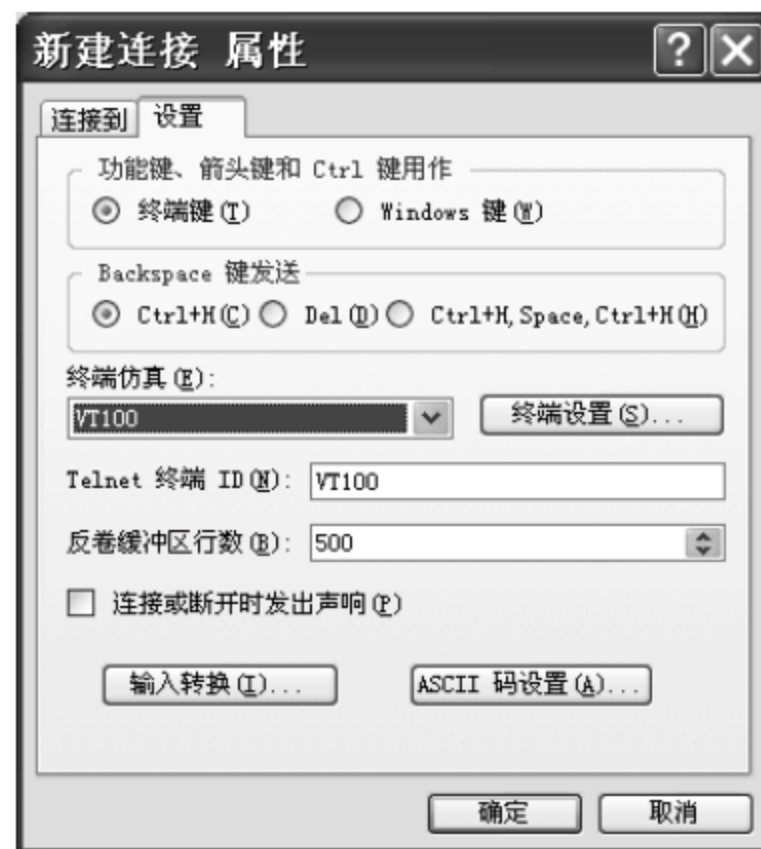 新建连接 属性
连接到 设置
功能键、箭头键和 Ctrl 键用作
终端键(T) Windows 键(W)
Backspace 键发送
Ctrl+H(C) Del(D) Ctrl+H,Space,Ctrl+H(H)
终端仿真(E):
VT100 终端设置(S)...
Telnet 终端 ID(N): VT100
反卷缓冲区行数(B): 500
连接或断开时发出声响(P)
输入转换(I)... ASCII 码设置(A)...
确定 取消